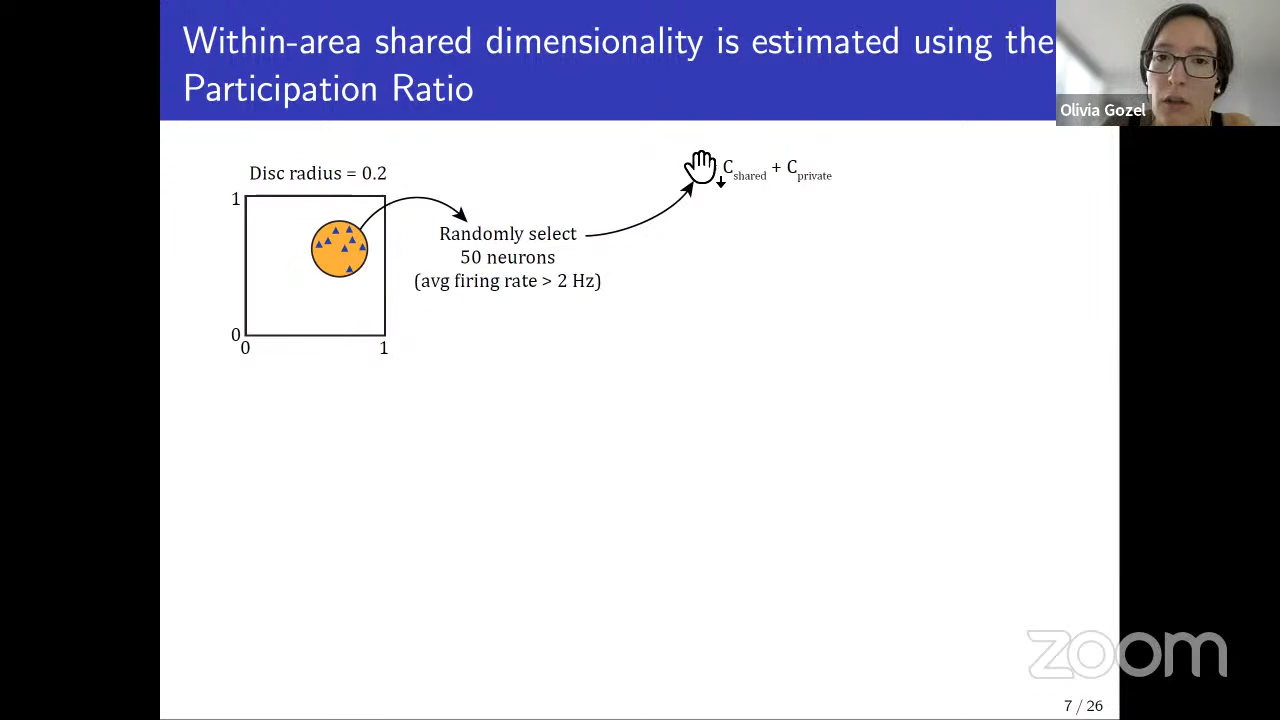 Within-area shared dimensionality is estimated using the
Participation Ratio
Olivia Gozel
Disc radius = 0.2
1
0
0
1
Randomly select
50 neurons
(avg firing rate > 2 Hz)
C shared + C private
zoom
7 / 26